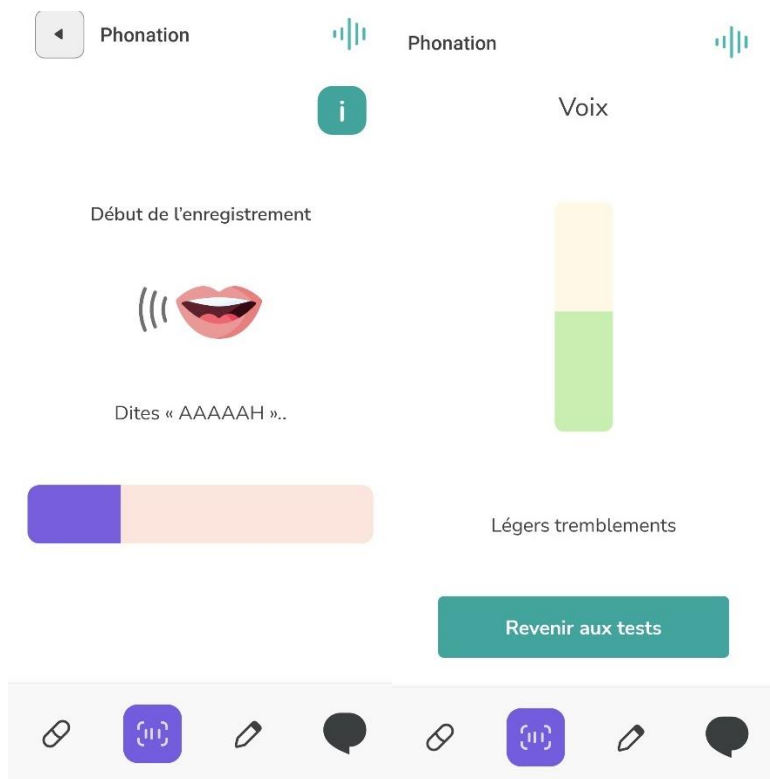 Phonation
i
Début de l'enregistrement
Dites « AAAAAH »..
Phonation
Voix
Légers tremblements
Revenir aux tests